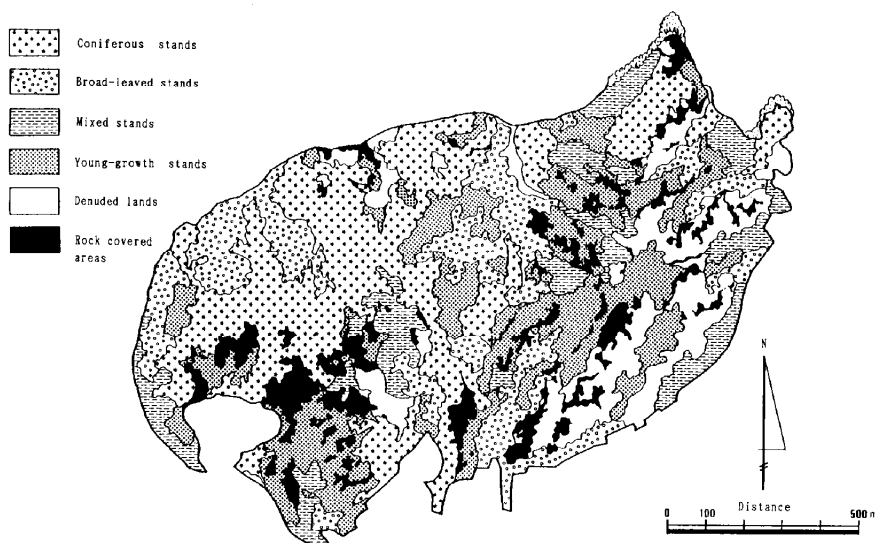 Coniferous stands
Broad-leaved stands
Mixed stands
Young-growth stands
Denuded lands
Rock covered
areas
N
Distance
0 100 500 m